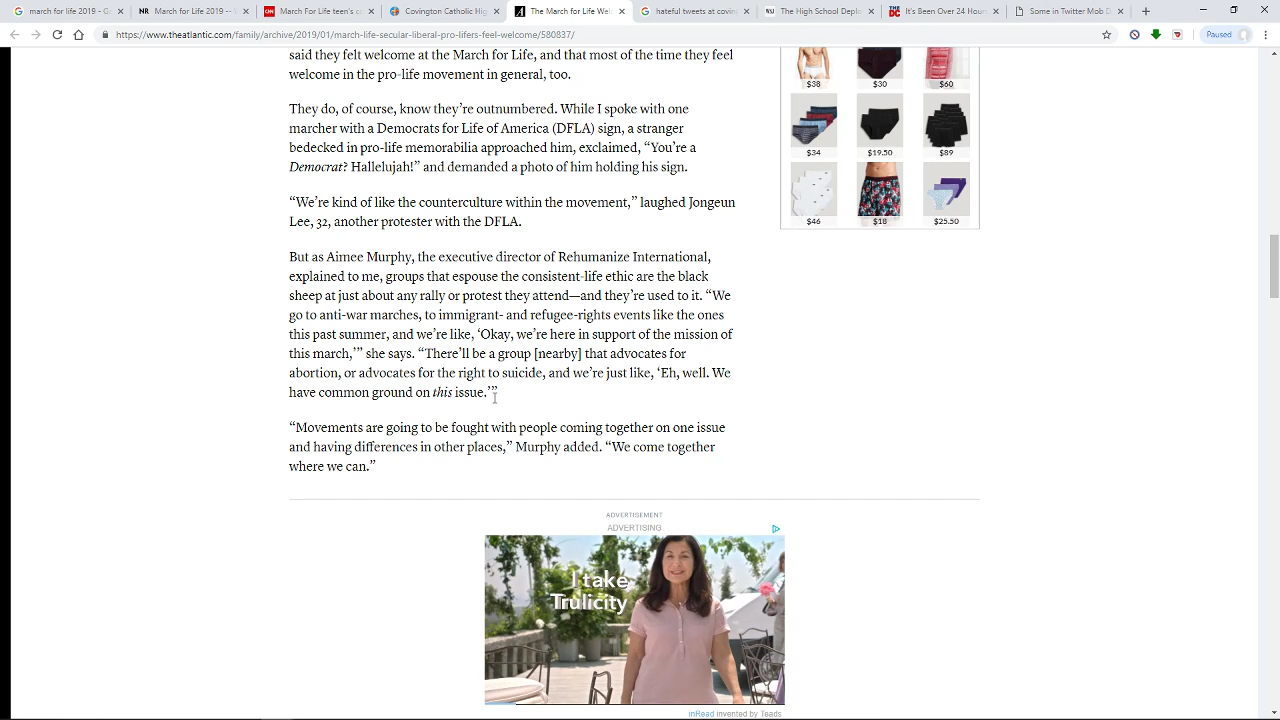 march for life 2019 - G
NR
March for Life 2019 --
CNN
March For Life teen's
Covington Catholic Hig
A
The March for Life Wel
hateful tweets at coving
The High School Deplo
THE DC
It's Been Over 24 Hour
Some in Twitter Mob D
https://www.theatlantic.com/family/archive/2019/01/march-life-secular-liberal-pro-lifers-feel-welcome/580837/
Paused
said they felt welcome at the March for Life, and that most of the time they feel
welcome in the pro-life movement in general, too.
They do, of course, know they're outnumbered. While I spoke with one
marcher with a Democrats for Life of America (DFLA) sign, a stranger
bedecked in pro-life memorabilia approached him, exclaimed, “You're a
Democrat? Hallelujah!” and demanded a photo of him holding his sign.
“We're kind of like the counterculture within the movement,” laughed Jongeun
Lee, 32, another protester with the DFLA.
But as Aimee Murphy, the executive director of Rehumanize International,
explained to me, groups that espouse the consistent-life ethic are the black
sheep at just about any rally or protest they attend—and they're used to it. “We
go to anti-war marches, to immigrant- and refugee-rights events like the ones
this past summer, and we're like, ‘Okay, we're here in support of the mission of
this march,’” she says. “There'll be a group [nearby] that advocates for
abortion, or advocates for the right to suicide, and we're just like, ‘Eh, well. We
have common ground on this issue.’”
“Movements are going to be fought with people coming together on one issue
and having differences in other places,” Murphy added. “We come together
where we can.”
$38 $30 $60
$34 $19.50 $89
$46 $18 $25.50
ADVERTISEMENT
ADVERTISING
I take
Trulicity
inRead invented by Teads